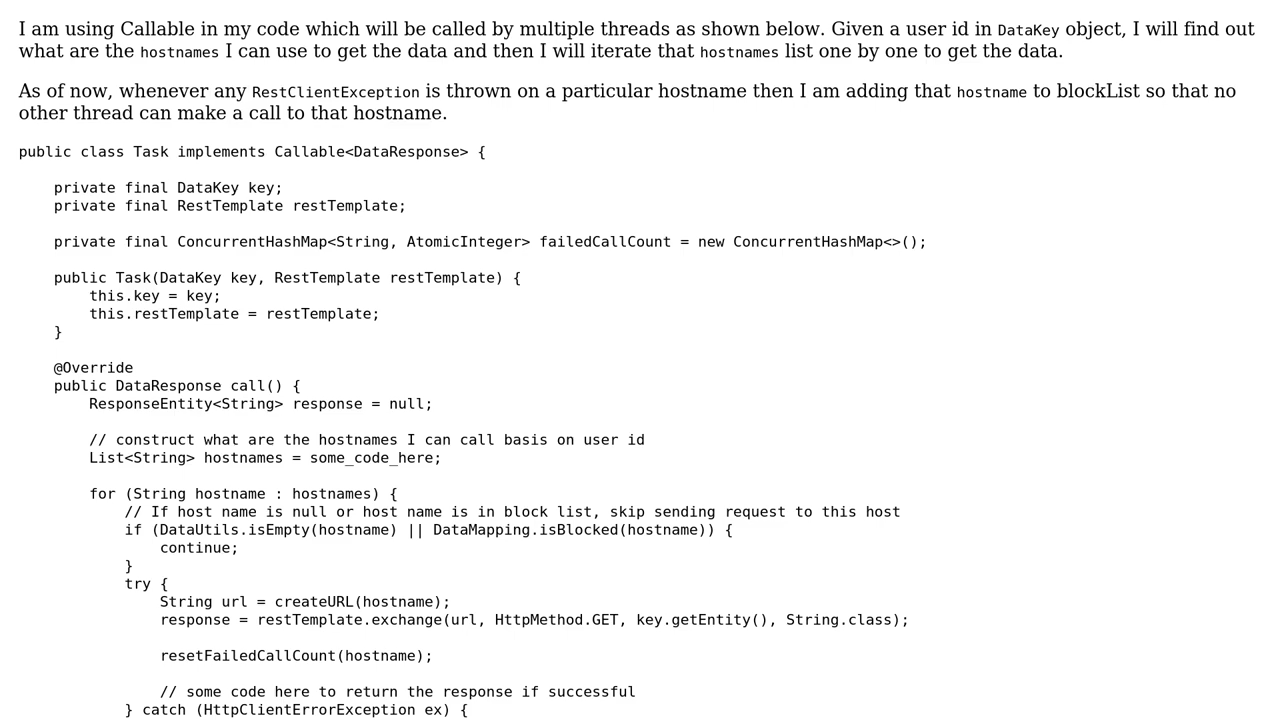 I am using Callable in my code which will be called by multiple threads as shown below. Given a user id in DataKey object, I will find out
what are the hostnames I can use to get the data and then I will iterate that hostnames list one by one to get the data.
As of now, whenever any RestClientException is thrown on a particular hostname then I am adding that hostname to blockList so that no
other thread can make a call to that hostname.
public class Task implements Callable<DataResponse> {
    private final DataKey key;
    private final RestTemplate restTemplate;
    private final ConcurrentHashMap<String, AtomicInteger> failedCallCount = new ConcurrentHashMap<>();
    public Task(DataKey key, RestTemplate restTemplate) {
        this.key = key;
        this.restTemplate = restTemplate;
    }
    @Override
    public DataResponse call() {
        ResponseEntity<String> response = null;
        // construct what are the hostnames I can call basis on user id
        List<String> hostnames = some_code_here;
        for (String hostname : hostnames) {
            // If host name is null or host name is in block list, skip sending request to this host
            if (DataUtils.isEmpty(hostname) || DataMapping.isBlocked(hostname)) {
                continue;
            }
            try {
                String url = createURL(hostname);
                response = restTemplate.exchange(url, HttpMethod.GET, key.getEntity(), String.class);
                resetFailedCallCount(hostname);
                // some code here to return the response if successful
            } catch (HttpClientErrorException ex) {